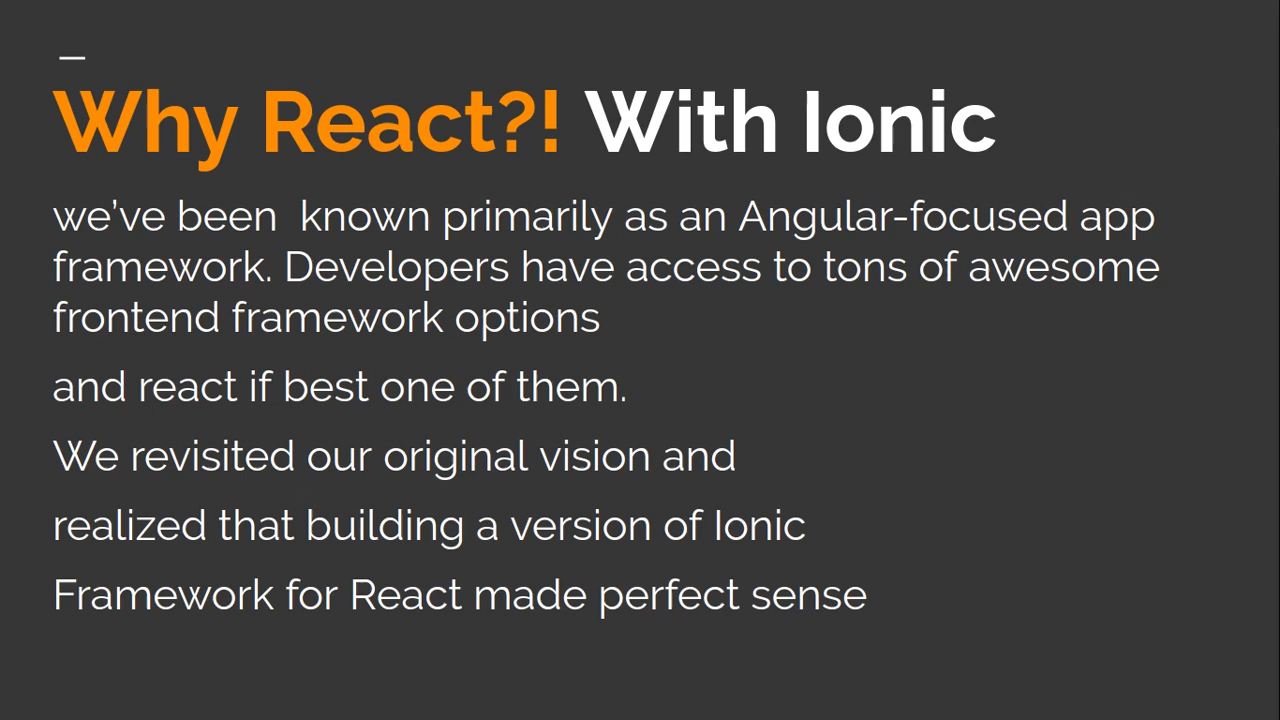 Why React?! With Ionic
we've been  known primarily as an Angular-focused app
framework. Developers have access to tons of awesome
frontend framework options
and react if best one of them.
We revisited our original vision and
realized that building a version of Ionic
Framework for React made perfect sense